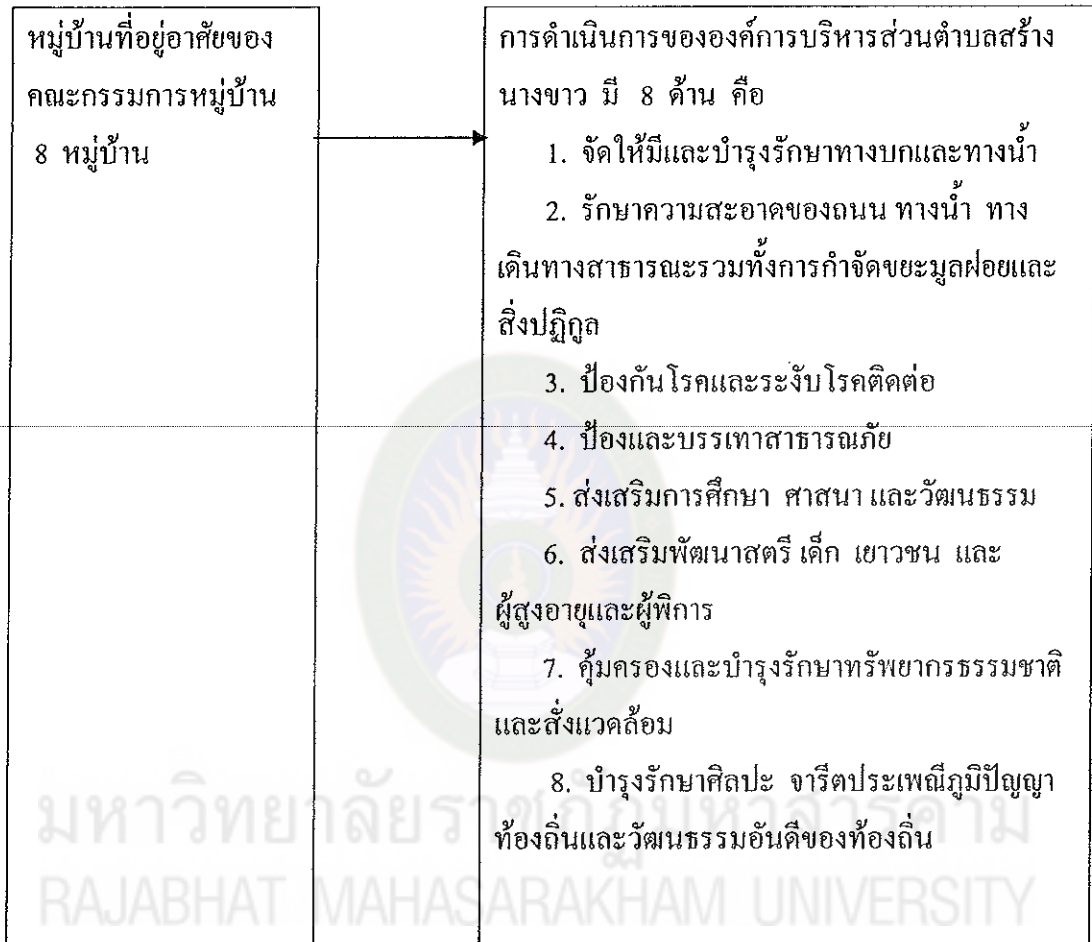 หมู่บ้านที่อยู่อาศัยของ
คณะกรรมการหมู่บ้าน
8 หมู่บ้าน
การดำเนินการขององค์การบริหารส่วนตำบลสร้าง
นางขาว มี 8 ด้าน คือ
1. จัดให้มีและบำรุงรักษาทางบกและทางน้ำ
2. รักษาความสะอาดของถนน ทางน้ำ ทาง
เดินทางสาธารณะรวมทั้งการกำจัดขยะมูลฝอยและ
สิ่งปฏิกูล
3. ป้องกันโรคและระงับโรคติดต่อ
4. ป้องและบรรเทาสาธารณภัย
5. ส่งเสริมการศึกษา ศาสนา และวัฒนธรรม
6. ส่งเสริมพัฒนาสตรี เด็ก เยาวชน และ
ผู้สูงอายุและผู้พิการ
7. คุ้มครองและบำรุงรักษาทรัพยากรธรรมชาติ
และสั่งแวดล้อม
8. บำรุงรักษาศิลปะ จารีตประเพณีภูมิปัญญา
ท้องถิ่นและวัฒนธรรมอันดีของท้องถิ่น
มหาวิทยาลัยราชภัฏมหาสารคาม
RAJABHAT MAHASARAKHAM UNIVERSITY